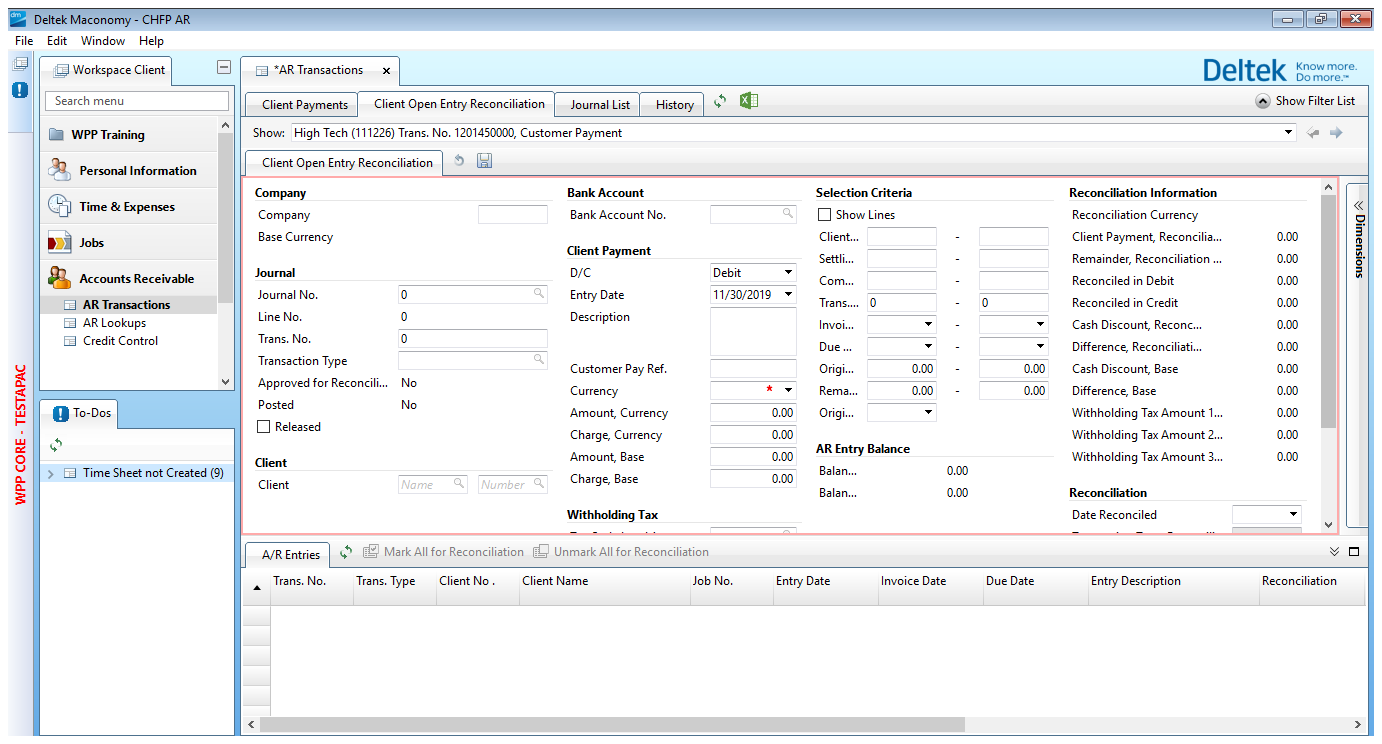 Deltek Maconomy - CHFP AR
File Edit Window Help
Workspace Client
Search menu
WPP Training
Personal Information
Time & Expenses
Jobs
Accounts Receivable
AR Transactions
AR Lookups
Credit Control
WPP CORE - TESTAPAC
To-Dos
Time Sheet not Created (9)
*AR Transactions
Deltek Know more. Do more.™
Client Payments Client Open Entry Reconciliation Journal List History Show Filter List
Show: High Tech (111226) Trans. No. 1201450000, Customer Payment
Client Open Entry Reconciliation
Company
Company
Base Currency
Journal
Journal No. 0
Line No. 0
Trans. No. 0
Transaction Type
Approved for Reconcili... No
Posted No
Released
Client
Client Name Number
Bank Account
Bank Account No.
Client Payment
D/C Debit
Entry Date 11/30/2019
Description
Customer Pay Ref.
Currency *
Amount, Currency 0.00
Charge, Currency 0.00
Amount, Base 0.00
Charge, Base 0.00
Withholding Tax
Selection Criteria
Show Lines
Client... -
Settli... -
Com... -
Trans.... 0 - 0
Invoi... -
Due ... -
Origi... 0.00 - 0.00
Rema... 0.00 - 0.00
Origi...
AR Entry Balance
Balan... 0.00
Balan... 0.00
Reconciliation Information
Reconciliation Currency
Client Payment, Reconcilia... 0.00
Remainder, Reconciliation ... 0.00
Reconciled in Debit 0.00
Reconciled in Credit 0.00
Cash Discount, Reconc... 0.00
Difference, Reconciliati... 0.00
Cash Discount, Base 0.00
Difference, Base 0.00
Withholding Tax Amount 1... 0.00
Withholding Tax Amount 2... 0.00
Withholding Tax Amount 3... 0.00
Reconciliation
Date Reconciled
Dimensions
A/R Entries Mark All for Reconciliation Unmark All for Reconciliation
Trans. No. Trans. Type Client No . Client Name Job No. Entry Date Invoice Date Due Date Entry Description Reconciliation